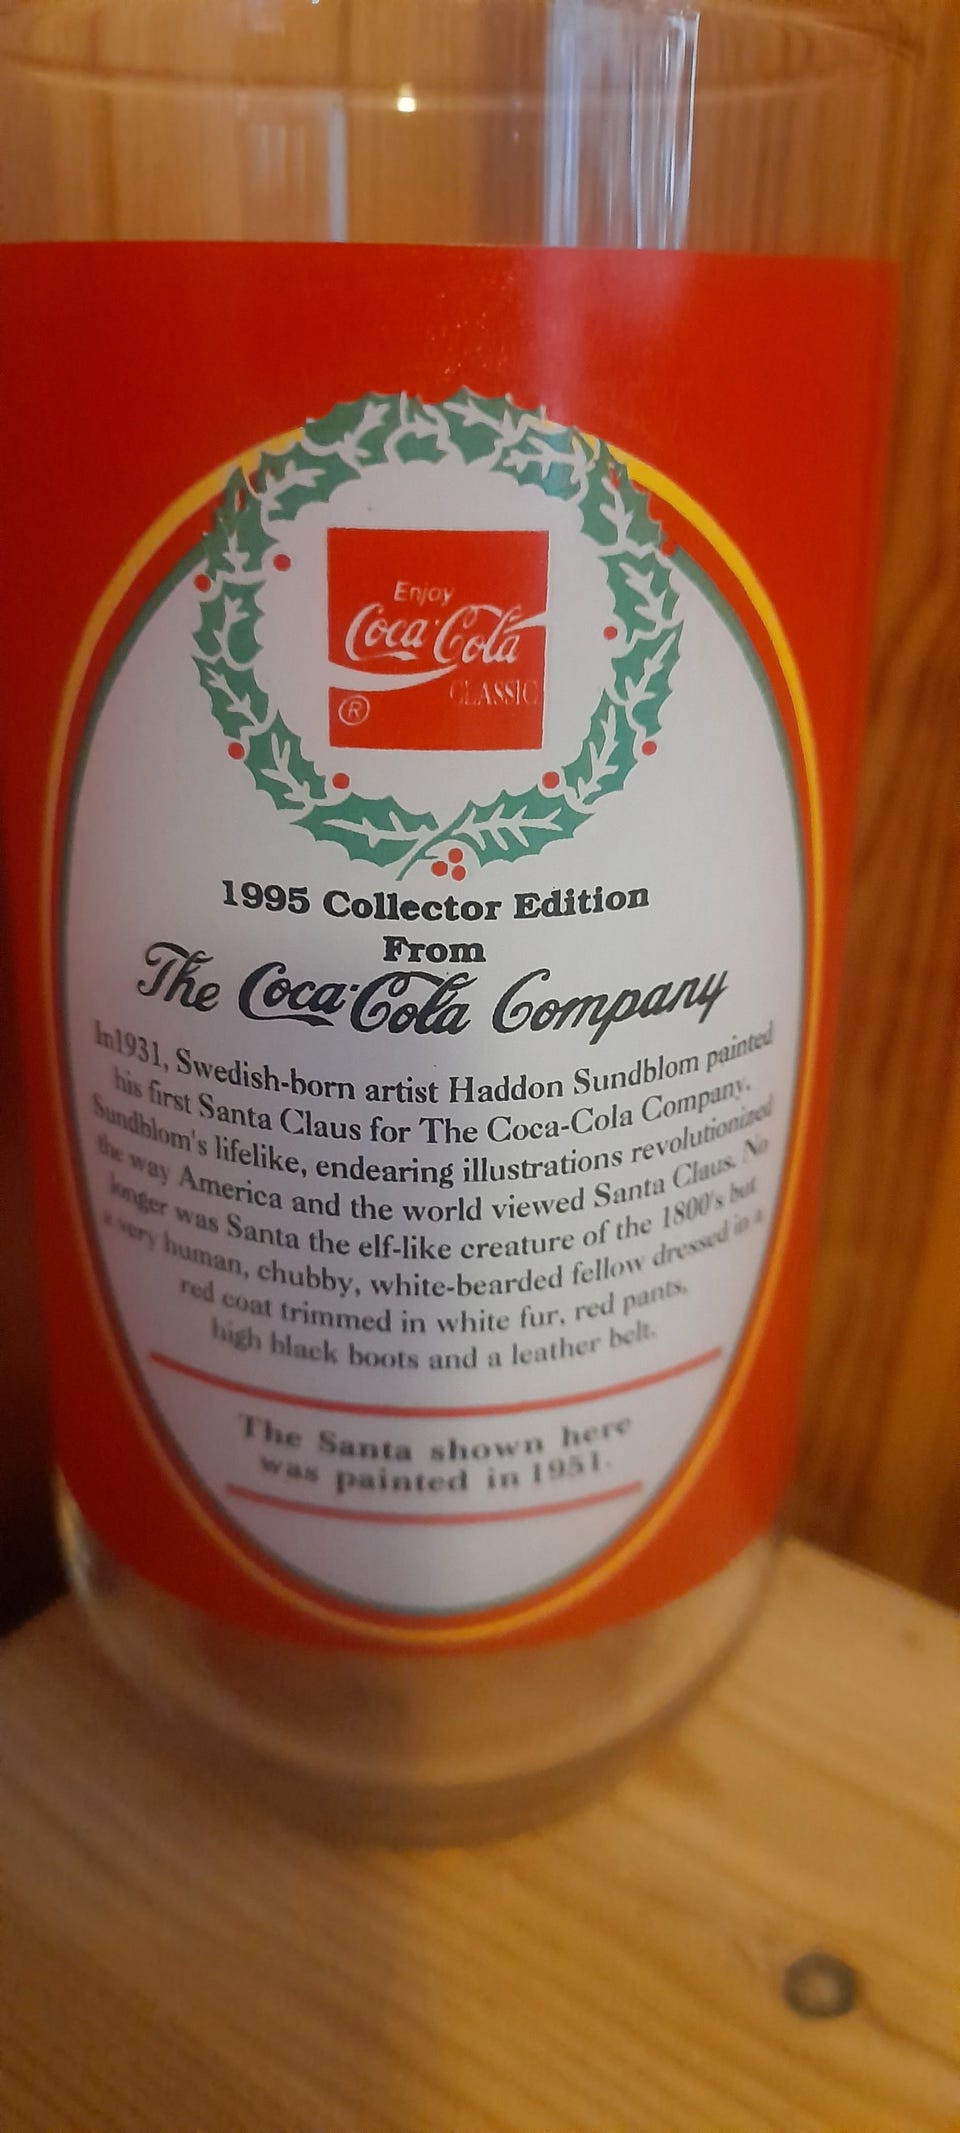 Enjoy
Coca-Cola
CLASSIC
®
1995 Collector Edition
From
The Coca-Cola Company
In1931, Swedish-born artist Haddon Sundblom painted
his first Santa Claus for The Coca-Cola Company.
Sundblom's lifelike, endearing illustrations revolutionized
the way America and the world viewed Santa Claus. No
longer was Santa the elf-like creature of the 1800's but
a very human, chubby, white-bearded fellow dressed in a
red coat trimmed in white fur, red pants,
high black boots and a leather belt.
The Santa shown here
was painted in 1951.